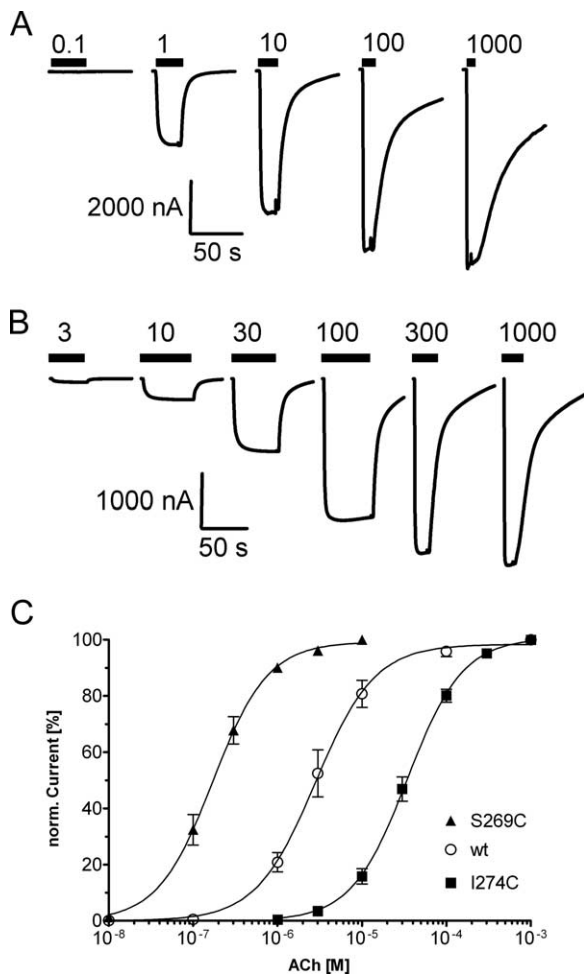 A
0.1 1 10 100 1000
2000 nA
50 s
B
3 10 30 100 300 1000
1000 nA
50 s
C
norm. Current [%]
100
80
60
40
20
0
S269C
wt
I274C
10⁻⁸ 10⁻⁷ 10⁻⁶ 10⁻⁵ 10⁻⁴ 10⁻³
ACh [M]